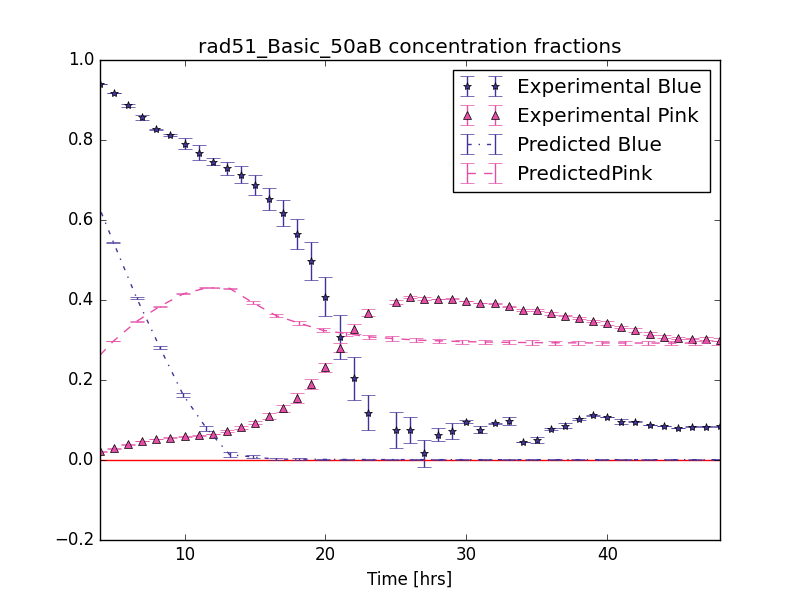 rad51_Basic_50aB concentration fractions
Experimental Blue
Experimental Pink
Predicted Blue
PredictedPink
1.0
0.8
0.6
0.4
0.2
0.0
−0.2
10
20
30
40
Time [hrs]